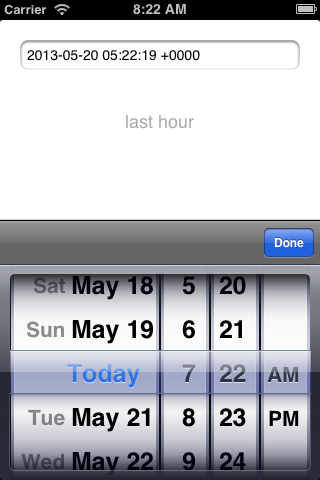 Carrier 8:22 AM
2013-05-20 05:22:19 +0000
last hour
Done
Sat May 18 5 20
Sun May 19 6 21
Today 7 22 AM
Tue May 21 8 23 PM
Wed May 22 9 24